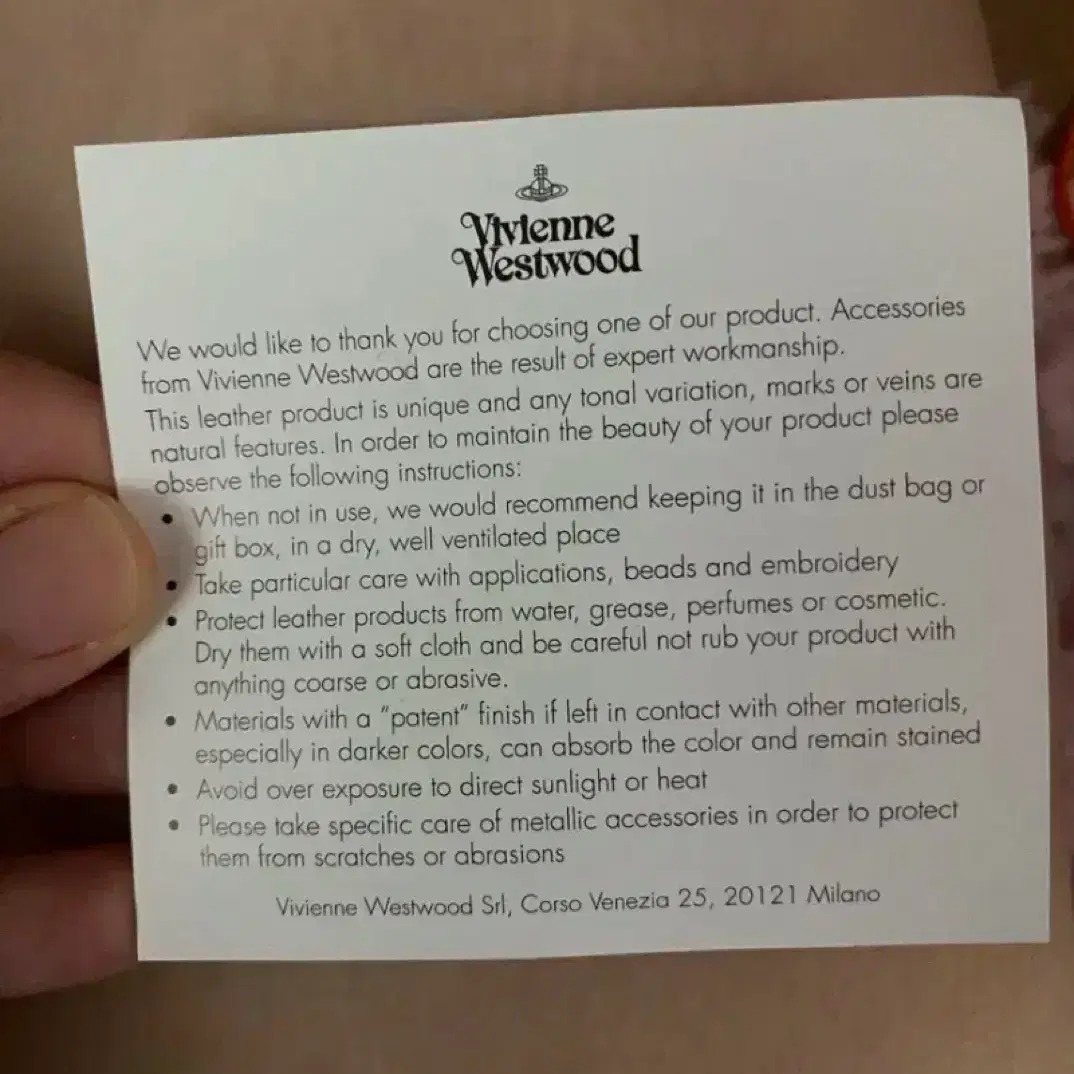 Vivienne
Westwood
We would like to thank you for choosing one of our product. Accessories
from Vivienne Westwood are the result of expert workmanship.
This leather product is unique and any tonal variation, marks or veins are
natural features. In order to maintain the beauty of your product please
observe the following instructions:
• When not in use, we would recommend keeping it in the dust bag or
gift box, in a dry, well ventilated place
• Take particular care with applications, beads and embroidery
• Protect leather products from water, grease, perfumes or cosmetic.
Dry them with a soft cloth and be careful not rub your product with
anything coarse or abrasive.
• Materials with a "patent" finish if left in contact with other materials,
especially in darker colors, can absorb the color and remain stained
• Avoid over exposure to direct sunlight or heat
• Please take specific care of metallic accessories in order to protect
them from scratches or abrasions
Vivienne Westwood Srl, Corso Venezia 25, 20121 Milano